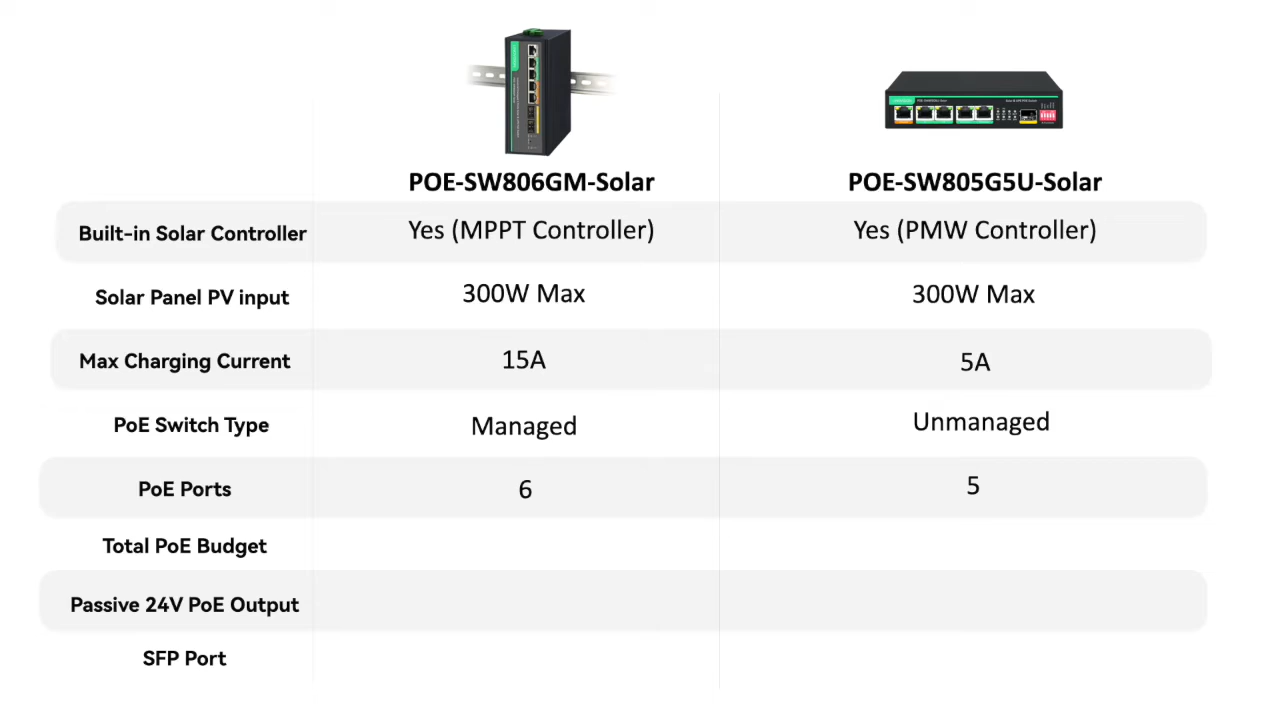 POE-SW806GM-Solar POE-SW805G5U-Solar
Built-in Solar Controller Yes (MPPT Controller) Yes (PMW Controller)
Solar Panel PV input 300W Max 300W Max
Max Charging Current 15A 5A
PoE Switch Type Managed Unmanaged
PoE Ports 6 5
Total PoE Budget
Passive 24V PoE Output
SFP Port